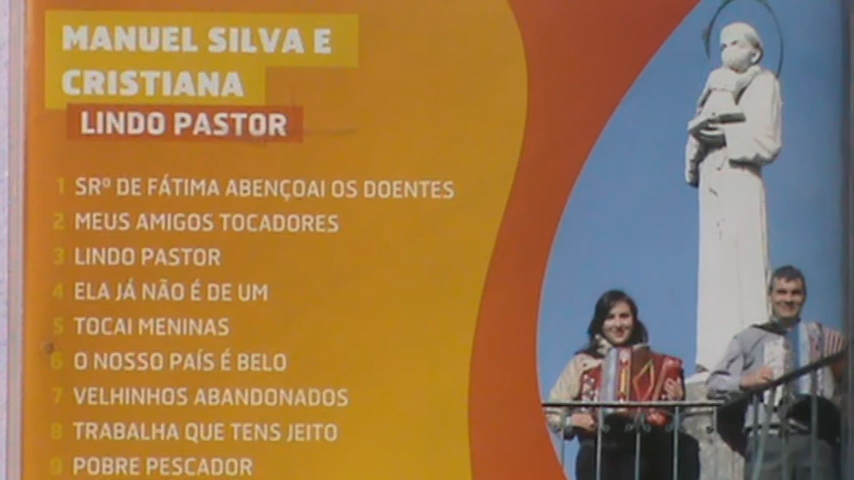 MANUEL SILVA E
CRISTIANA
LINDO PASTOR
1 SRº DE FÁTIMA ABENÇOAI OS DOENTES
2 MEUS AMIGOS TOCADORES
3 LINDO PASTOR
4 ELA JÁ NÃO É DE UM
5 TOCAI MENINAS
6 O NOSSO PAÍS É BELO
7 VELHINHOS ABANDONADOS
8 TRABALHA QUE TENS JEITO
9 POBRE PESCADOR